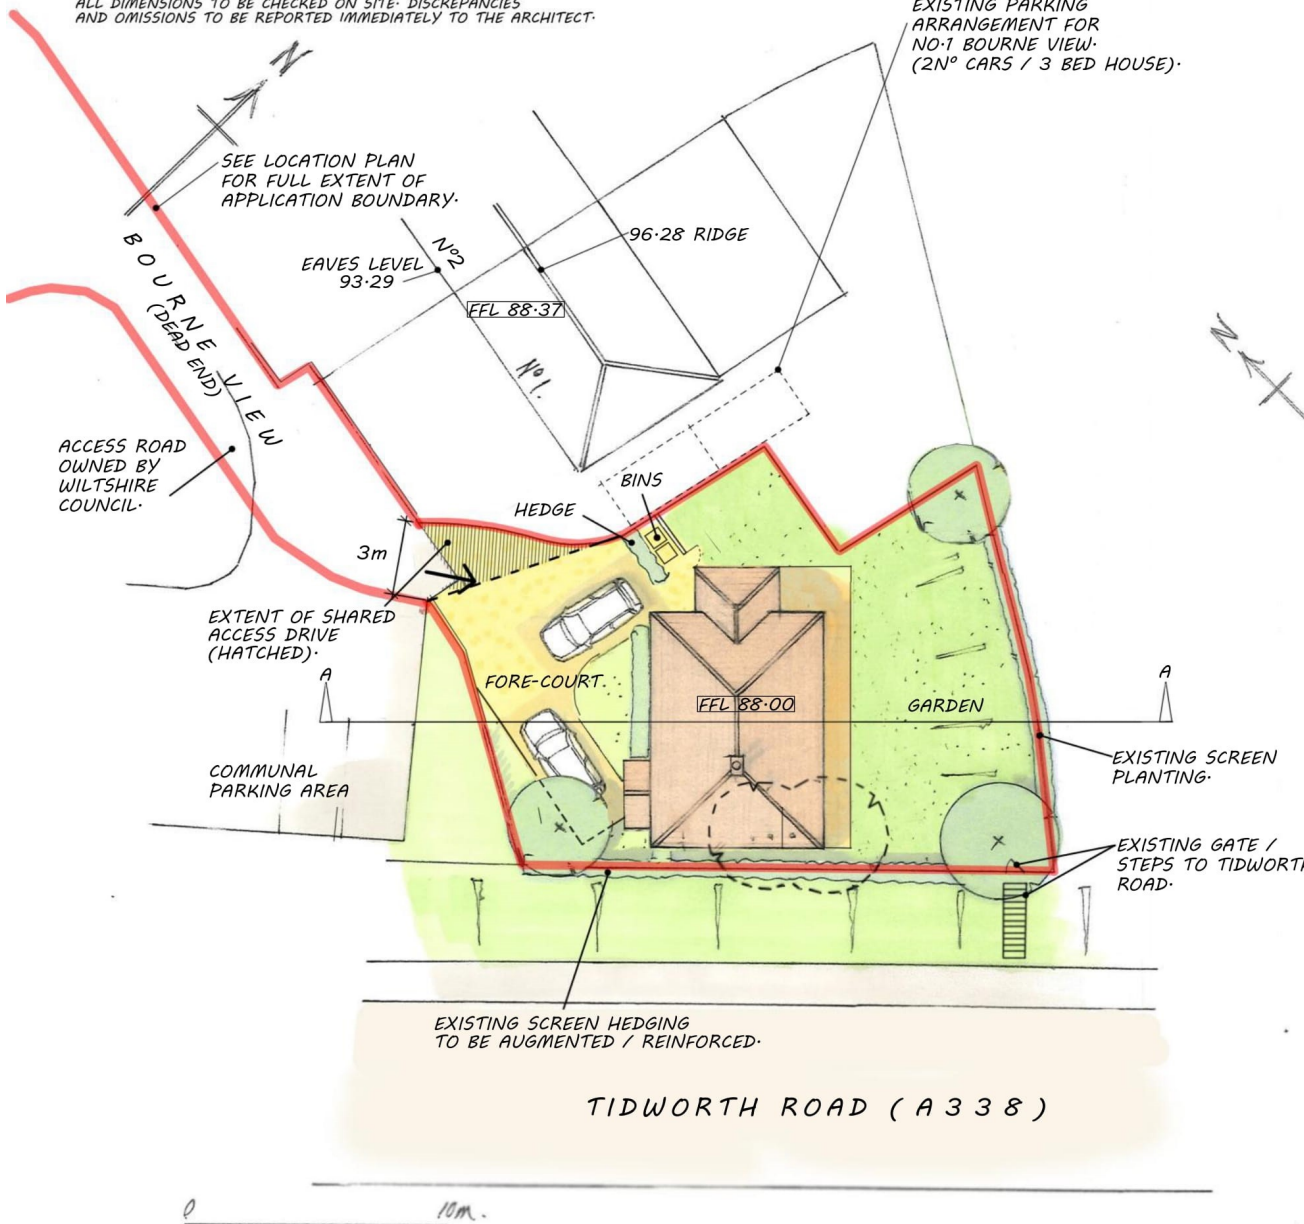 ALL DIMENSIONS TO BE CHECKED ON SITE. DISCREPANCIES
AND OMISSIONS TO BE REPORTED IMMEDIATELY TO THE ARCHITECT.
EXISTING PARKING
ARRANGEMENT FOR
NO.1 BOURNE VIEW.
(2Nº CARS / 3 BED HOUSE).
N
SEE LOCATION PLAN
FOR FULL EXTENT OF
APPLICATION BOUNDARY.
BOURNE VIEW
(DEAD END)
Nº2
96.28 RIDGE
EAVES LEVEL
93.29
FFL 88.37
Nº1.
N
ACCESS ROAD
OWNED BY
WILTSHIRE
COUNCIL.
BINS
HEDGE
3m
EXTENT OF SHARED
ACCESS DRIVE
(HATCHED).
A
A
FORE-COURT.
FFL 88.00
GARDEN
COMMUNAL
PARKING AREA
EXISTING SCREEN
PLANTING.
EXISTING GATE /
STEPS TO TIDWORTH
ROAD.
EXISTING SCREEN HEDGING
TO BE AUGMENTED / REINFORCED.
TIDWORTH ROAD (A338)
0 10m.